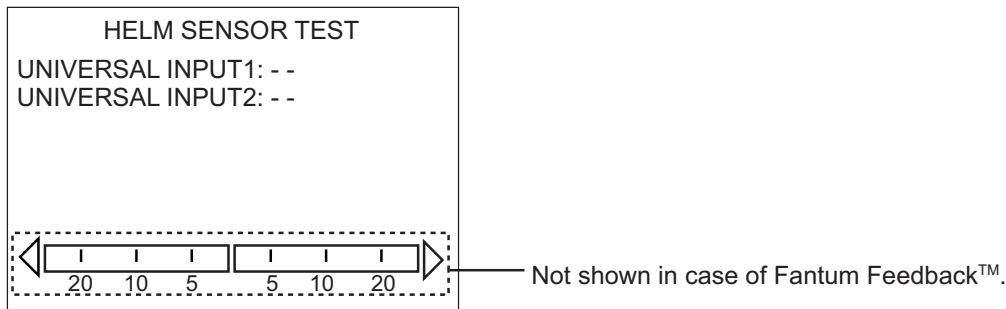 HELM SENSOR TEST
UNIVERSAL INPUT1: - -
UNIVERSAL INPUT2: - -
20 10 5 5 10 20
Not shown in case of Fantum Feedback™.